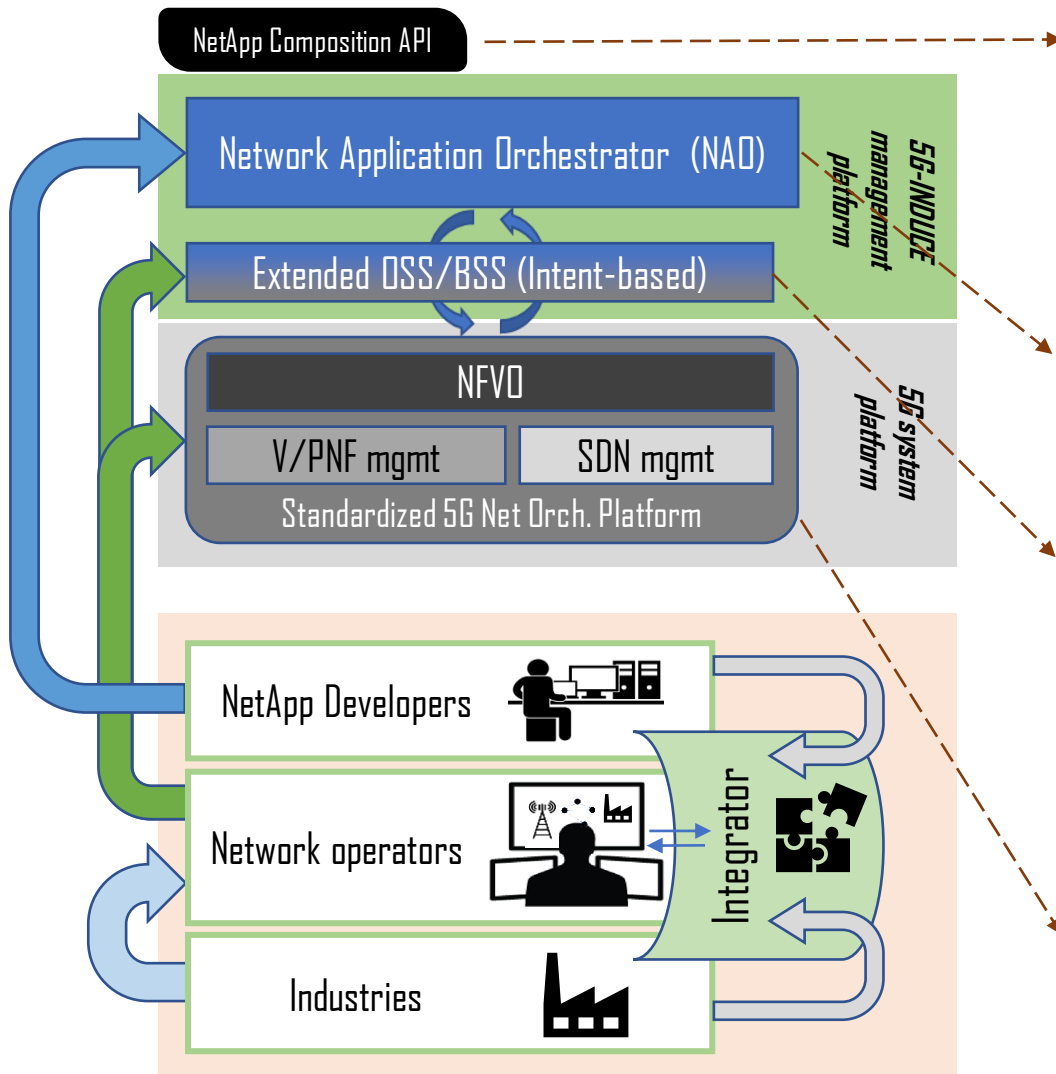 NetApp Composition API
Network Application Orchestrator (NAO)
5G-INDUCE
management
platform
Extended OSS/BSS (Intent-based)
NFVO
V/PNF mgmt
SDN mgmt
Standardized 5G Net Orch. Platform
5G system
platform
NetApp Developers
Network operators
Integrator
Industries